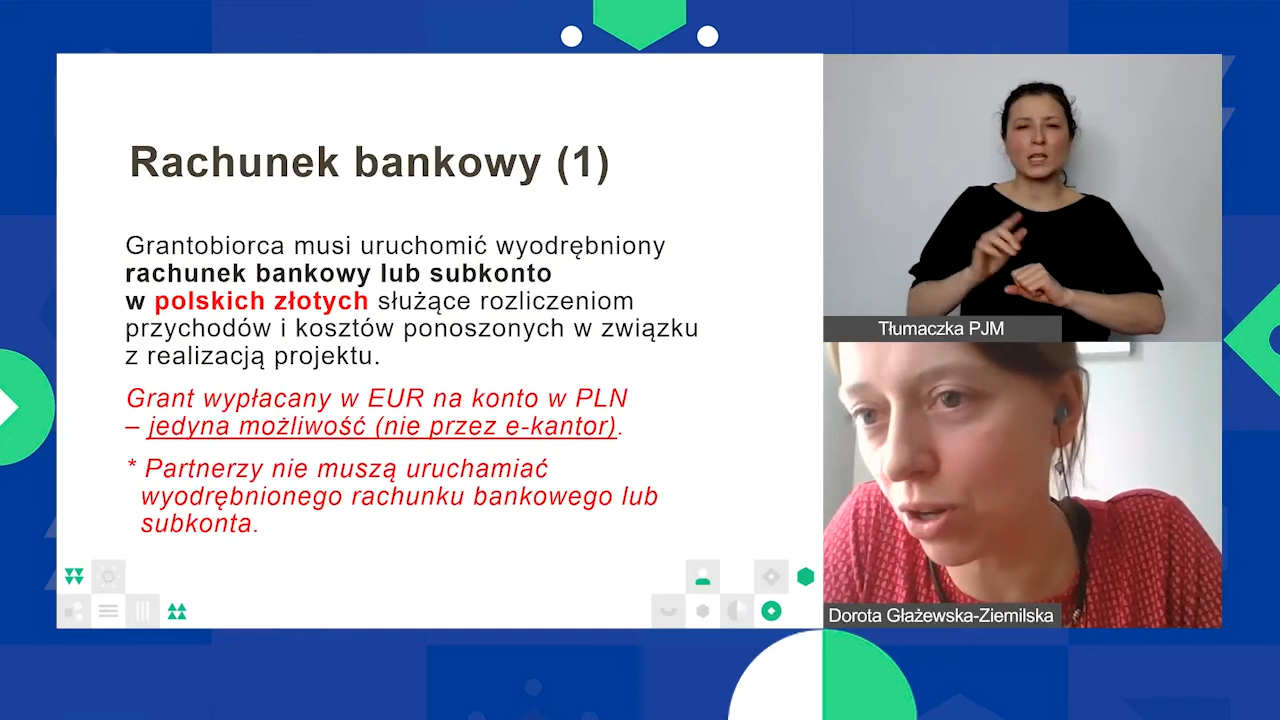 Rachunek bankowy (1)
Grantobiorca musi uruchomić wyodrębniony
rachunek bankowy lub subkonto
w polskich złotych służące rozliczeniom
przychodów i kosztów ponoszonych w związku
z realizacją projektu.
Grant wypłacany w EUR na konto w PLN
– jedyna możliwość (nie przez e-kantor).
* Partnerzy nie muszą uruchamiać
wyodrębnionego rachunku bankowego lub
subkonta.
Tłumaczka PJM
Dorota Głażewska-Ziemilska